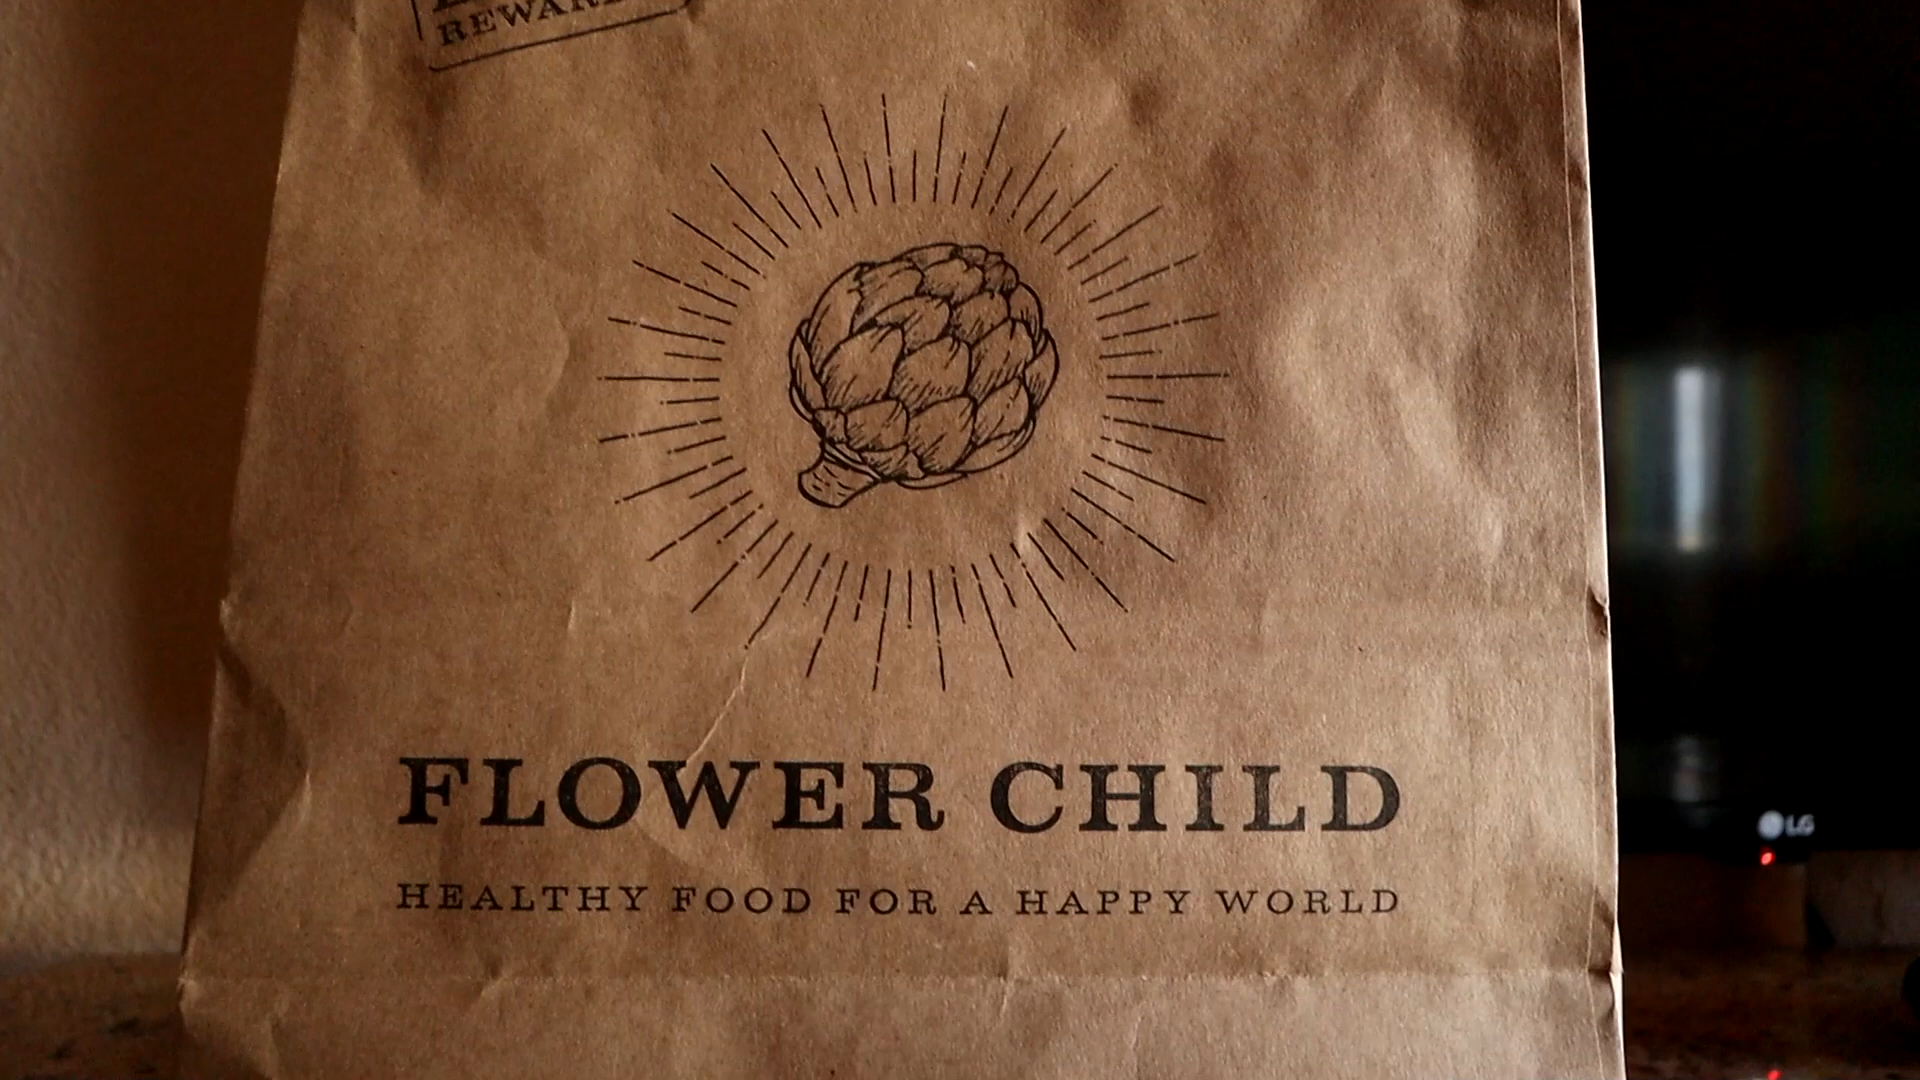 REWARD
FLOWER CHILD
HEALTHY FOOD FOR A HAPPY WORLD
LG